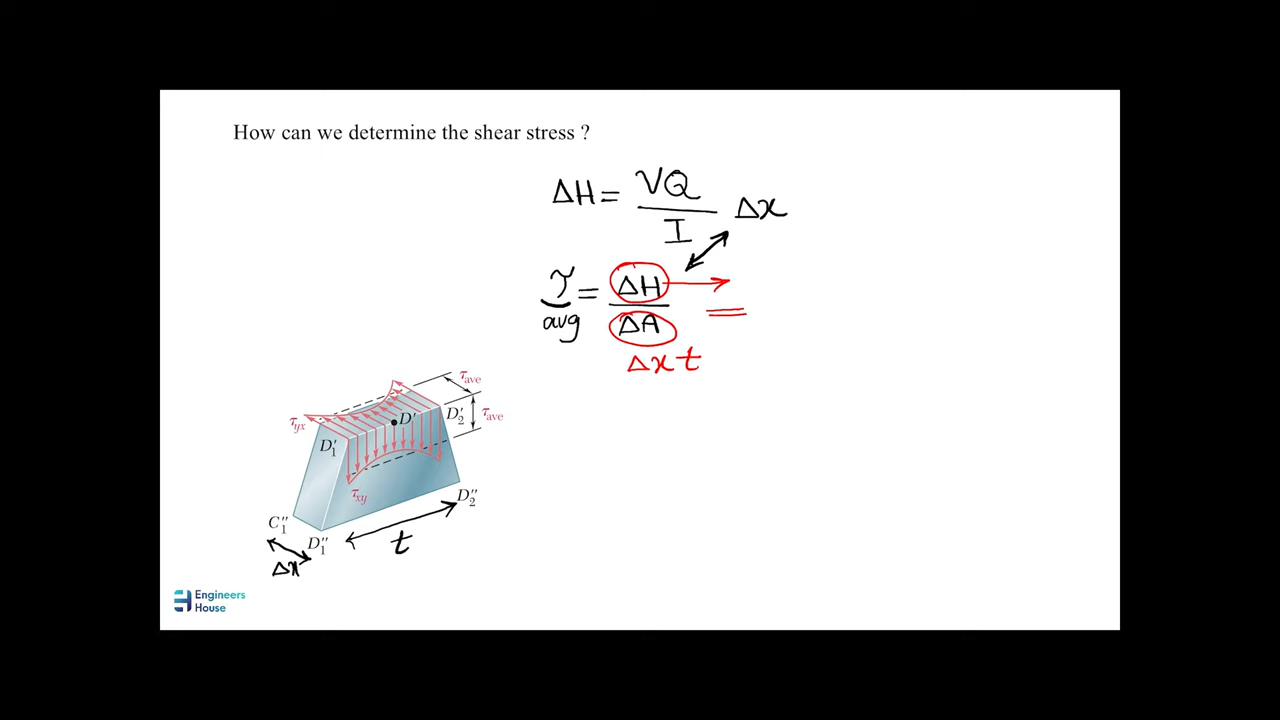 How can we determine the shear stress ?
ΔH = VQ / I Δx
τavg = ΔH / ΔA =
Δx t
τave
τyx
D′
D′2
τave
D′1
τxy
D″2
C″1
D″1
t
Δx
Engineers
House